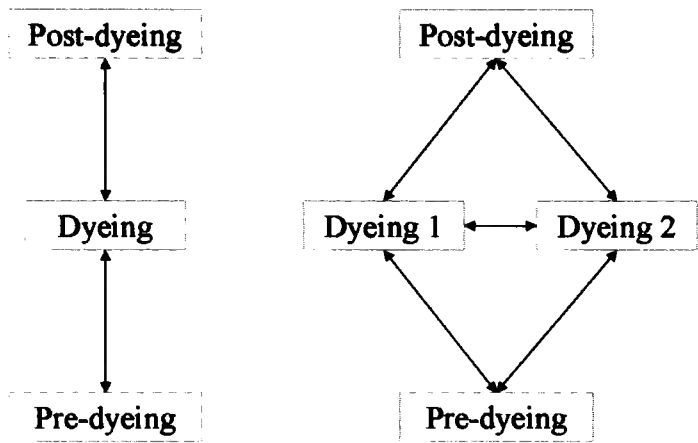 Post-dyeing
Dyeing
Pre-dyeing
Post-dyeing
Dyeing 1
Dyeing 2
Pre-dyeing